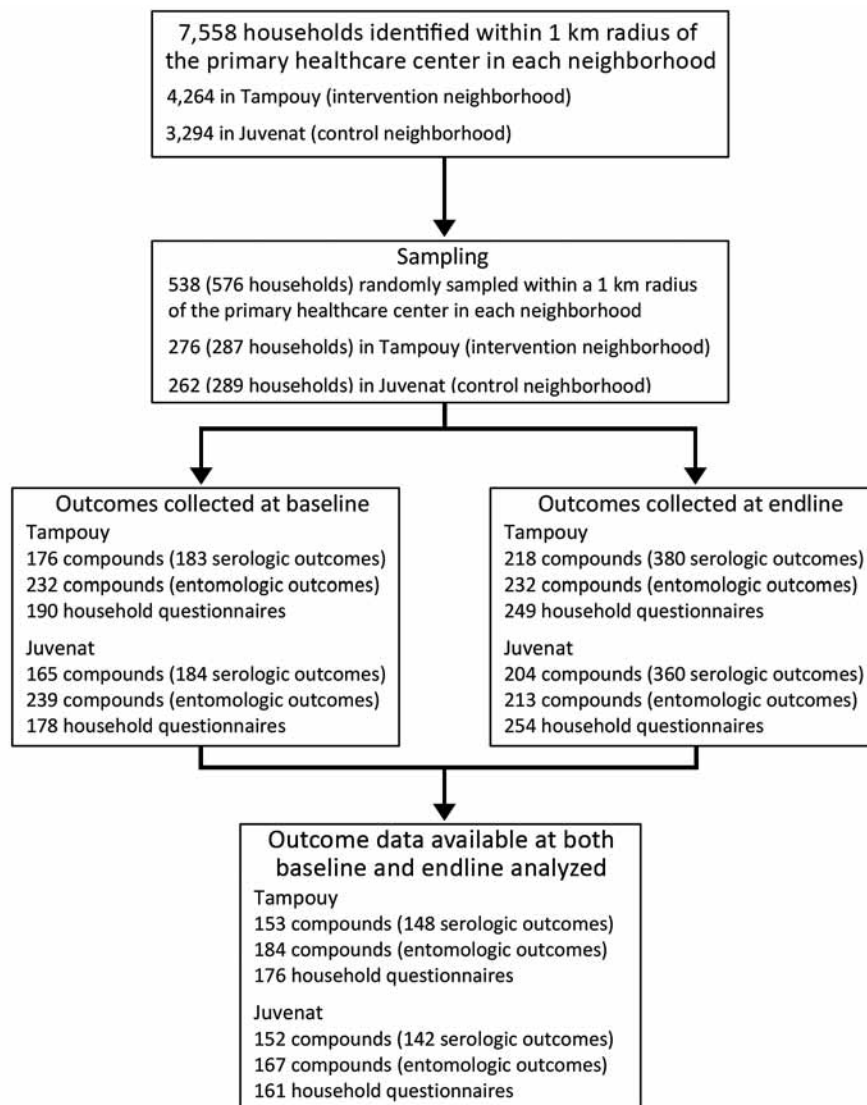 7,558 households identified within 1 km radius of
the primary healthcare center in each neighborhood
4,264 in Tampouy (intervention neighborhood)
3,294 in Juvenat (control neighborhood)
Sampling
538 (576 households) randomly sampled within a 1 km radius
of the primary healthcare center in each neighborhood
276 (287 households) in Tampouy (intervention neighborhood)
262 (289 households) in Juvenat (control neighborhood)
Outcomes collected at baseline
Tampouy
176 compounds (183 serologic outcomes)
232 compounds (entomologic outcomes)
190 household questionnaires
Juvenat
165 compounds (184 serologic outcomes)
239 compounds (entomologic outcomes)
178 household questionnaires
Outcomes collected at endline
Tampouy
218 compounds (380 serologic outcomes)
232 compounds (entomologic outcomes)
249 household questionnaires
Juvenat
204 compounds (360 serologic outcomes)
213 compounds (entomologic outcomes)
254 household questionnaires
Outcome data available at both
baseline and endline analyzed
Tampouy
153 compounds (148 serologic outcomes)
184 compounds (entomologic outcomes)
176 household questionnaires
Juvenat
152 compounds (142 serologic outcomes)
167 compounds (entomologic outcomes)
161 household questionnaires